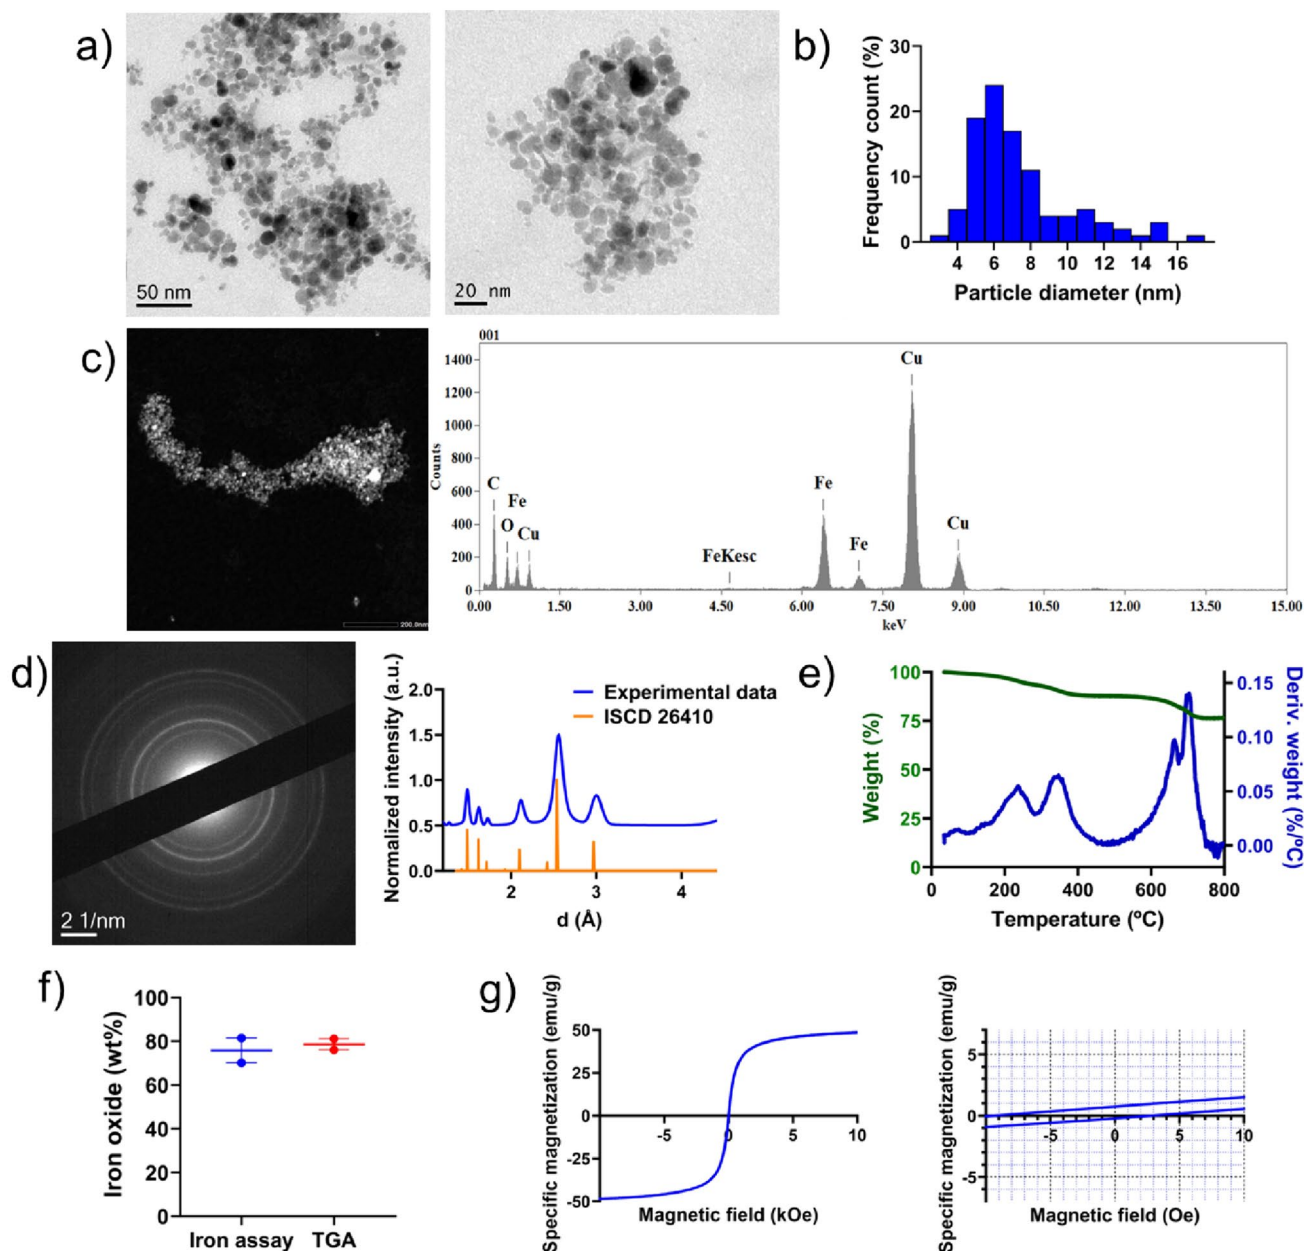 a)
50 nm
20 nm
b)
Frequency count (%)
30
20
10
0
4 6 8 10 12 14 16
Particle diameter (nm)
c)
200.0nm
001
Counts
1400
1200
1000
800
600
400
200
0
C
O
Fe
Cu
FeKesc
Fe
Fe
Cu
Cu
0.00 1.50 3.00 4.50 6.00 7.50 9.00 10.50 12.00 13.50 15.00
keV
d)
2 1/nm
Normalized intensity (a.u.)
2.0
1.5
1.0
0.5
0.0
Experimental data
ISCD 26410
2 3 4
d (Å)
e)
Weight (%)
100
75
50
25
0
0.15
0.10
0.05
0.00
Deriv. weight (%/ºC)
0 200 400 600 800
Temperature (ºC)
f)
Iron oxide (wt%)
100
80
60
40
20
0
Iron assay TGA
g)
Specific magnetization (emu/g)
50
25
0
-25
-50
-5 0 5 10
Magnetic field (kOe)
Specific magnetization (emu/g)
5
0
-5
-5 0 5 10
Magnetic field (Oe)